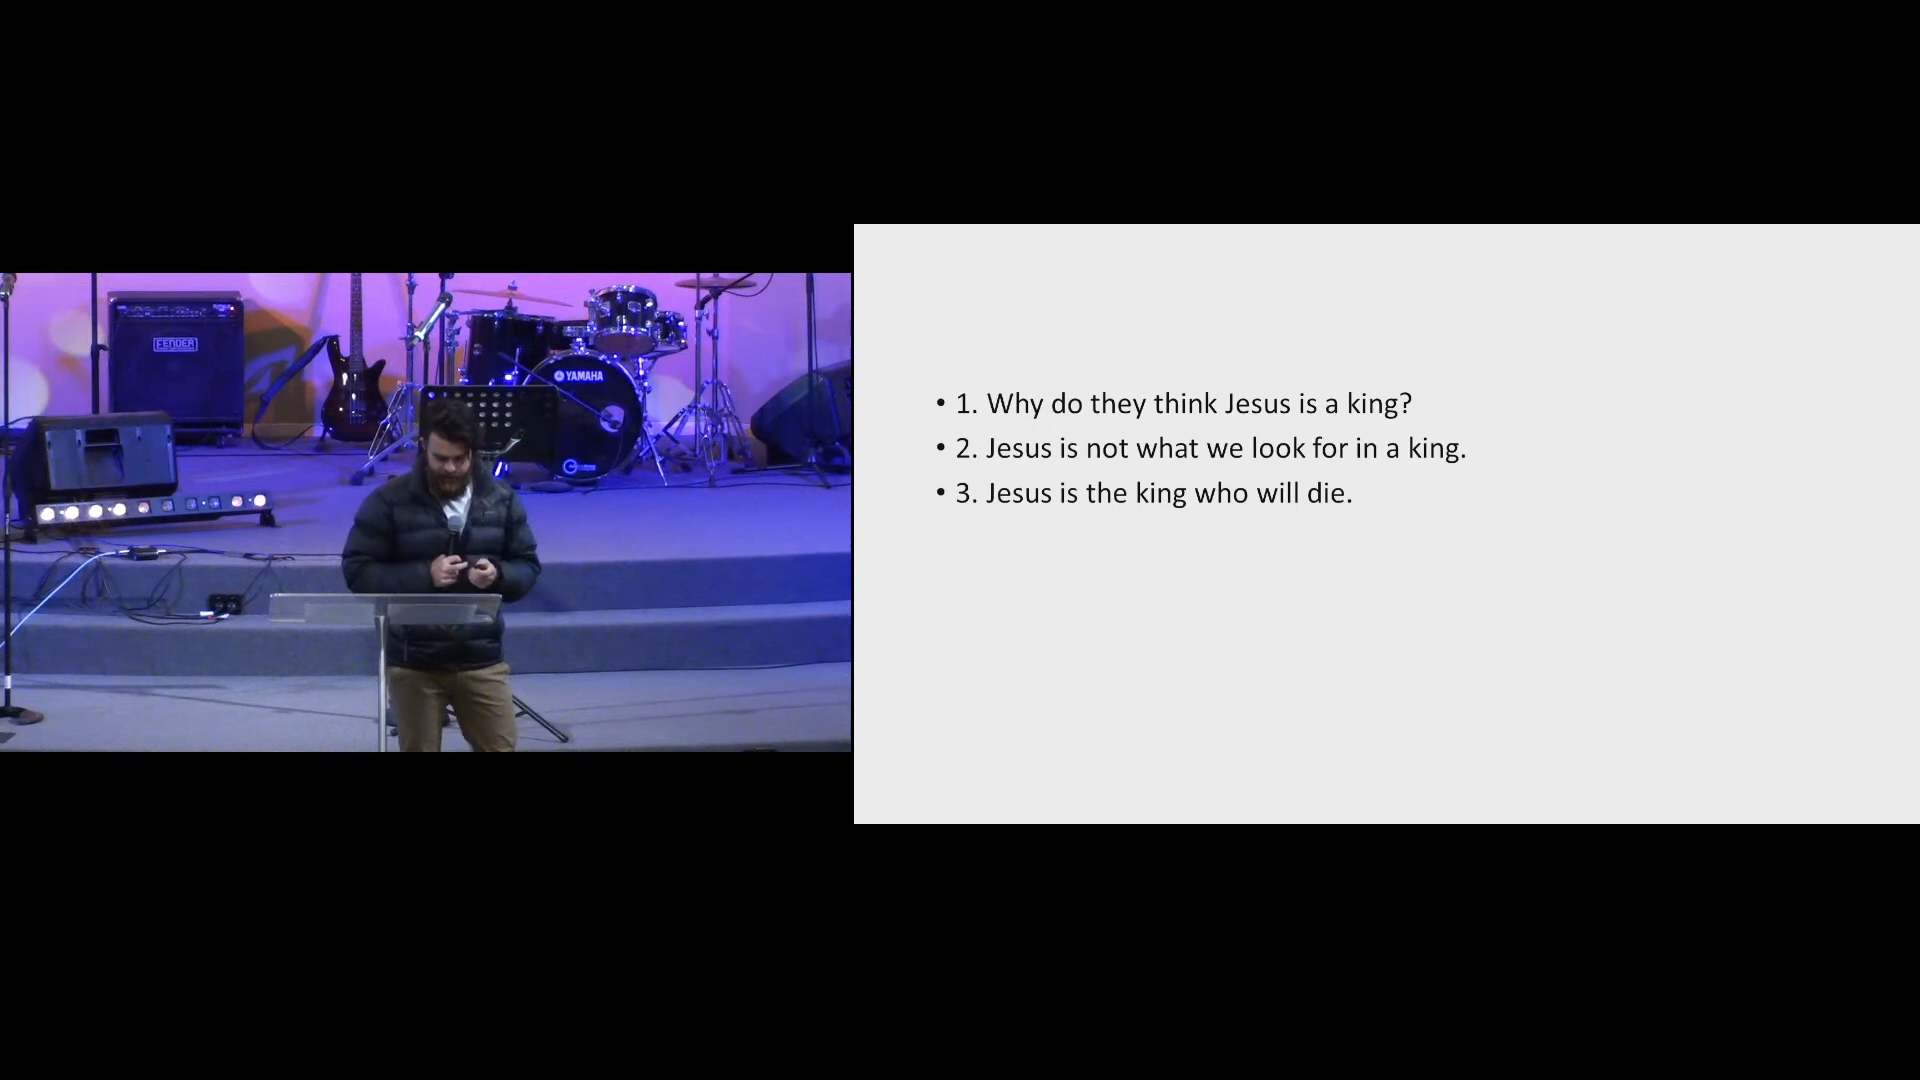 FENDER
YAMAHA
• 1. Why do they think Jesus is a king?
• 2. Jesus is not what we look for in a king.
• 3. Jesus is the king who will die.